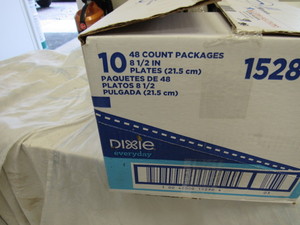 10 48 COUNT PACKAGES
8 1/2 IN
PLATES (21.5 cm)
PAQUETES DE 48
PLATOS 8 1/2
PULGADA (21.5 cm)
1528
DIXIE
everyday